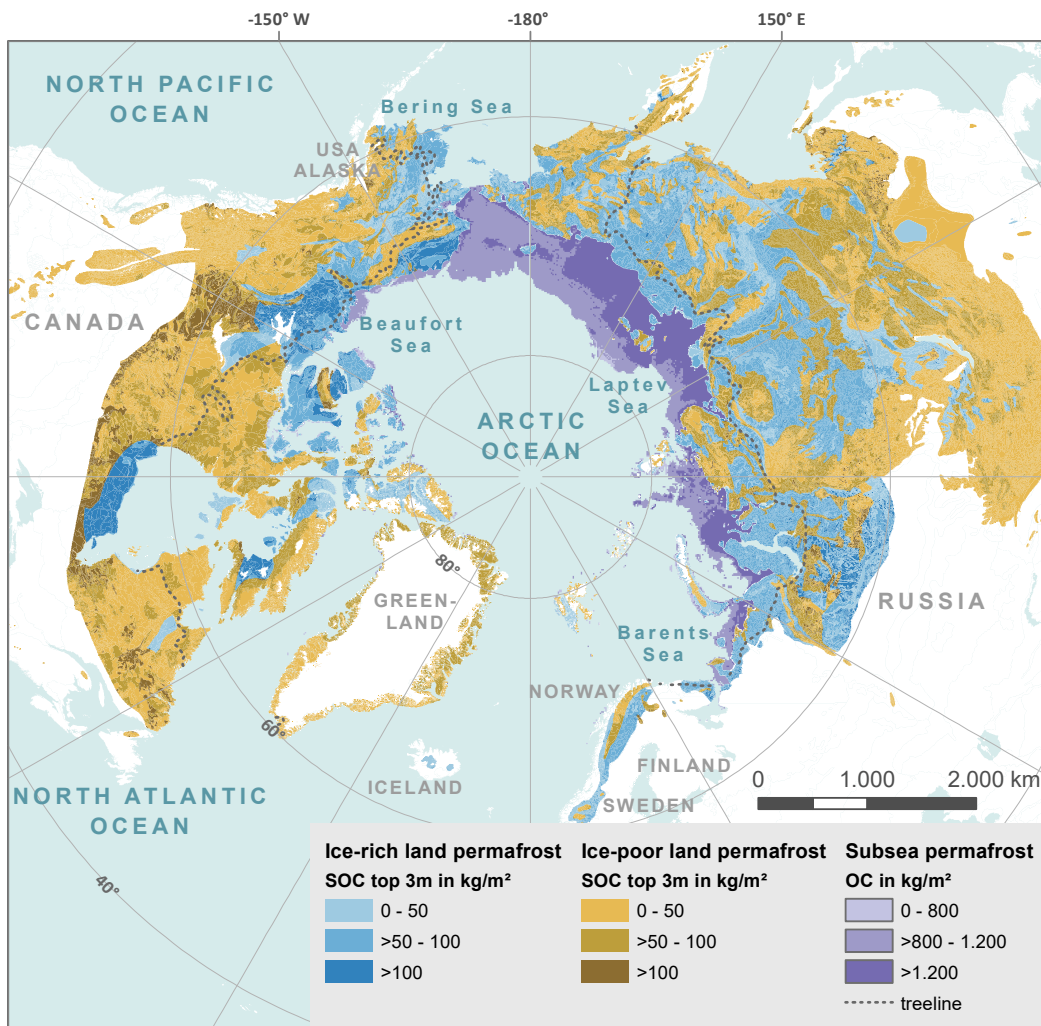 -150° W
-180°
150° E
NORTH PACIFIC
OCEAN
Bering Sea
USA
ALASKA
CANADA
Beaufort
Sea
Laptev
Sea
ARCTIC
OCEAN
80°
GREEN-
LAND
RUSSIA
Barents
Sea
NORWAY
60°
FINLAND
ICELAND
SWEDEN
0
1.000
2.000 km
NORTH ATLANTIC
OCEAN
40°
Ice-rich land permafrost
SOC top 3m in kg/m²
0 - 50
>50 - 100
>100
Ice-poor land permafrost
SOC top 3m in kg/m²
0 - 50
>50 - 100
>100
Subsea permafrost
OC in kg/m²
0 - 800
>800 - 1.200
>1.200
treeline